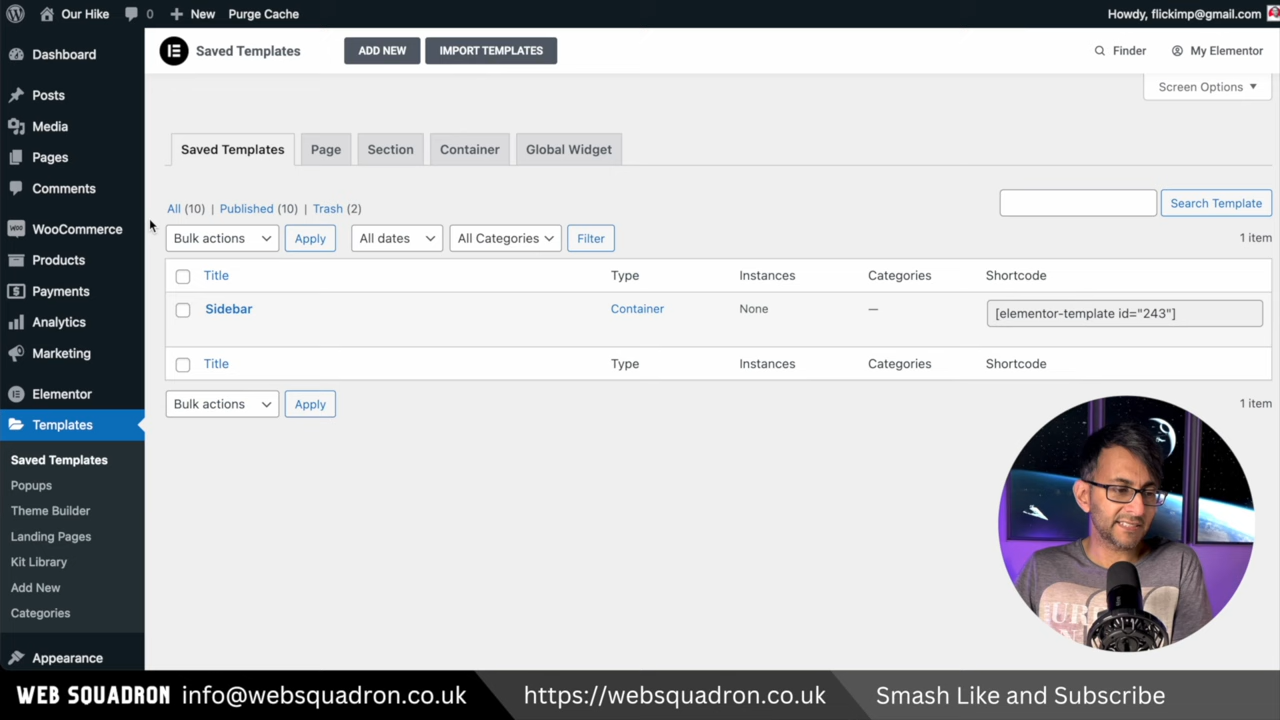 Our Hike
0
New
Purge Cache
Howdy, flickimp@gmail.com
Dashboard
Posts
Media
Pages
Comments
WooCommerce
Products
Payments
Analytics
Marketing
Elementor
Templates
Saved Templates
Popups
Theme Builder
Landing Pages
Kit Library
Add New
Categories
Appearance
Saved Templates
ADD NEW
IMPORT TEMPLATES
Finder
My Elementor
Screen Options
Saved Templates
Page
Section
Container
Global Widget
All (10) | Published (10) | Trash (2)
Search Template
Bulk actions
Apply
All dates
All Categories
Filter
1 item
Title Type Instances Categories Shortcode
Sidebar Container None — [elementor-template id="243"]
Title Type Instances Categories Shortcode
Bulk actions
Apply
1 item
WEB SQUADRON info@websquadron.co.uk
https://websquadron.co.uk
Smash Like and Subscribe